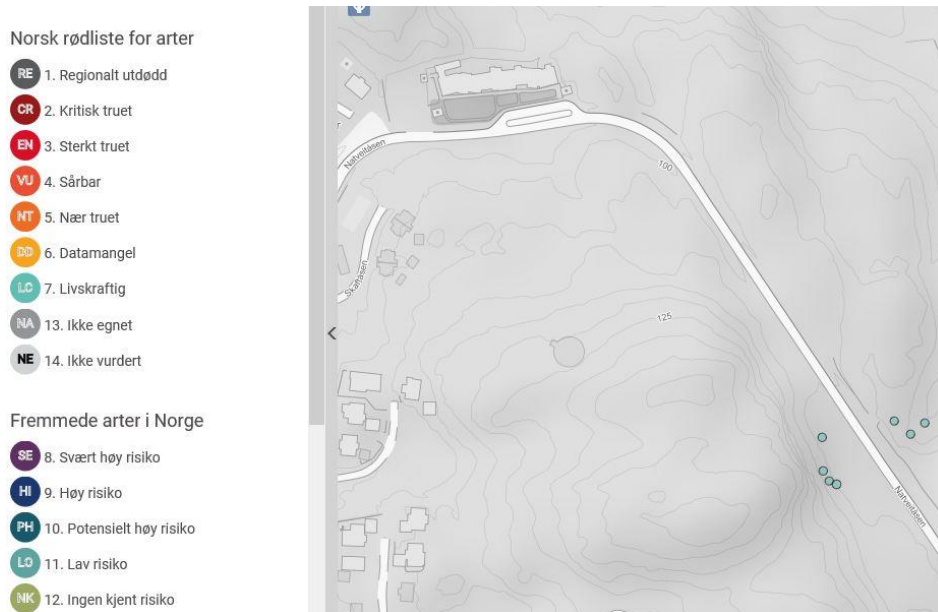 Norsk rødliste for arter
RE 1. Regionalt utdødd
CR 2. Kritisk truet
EN 3. Sterkt truet
VU 4. Sårbar
NT 5. Nær truet
DD 6. Datamangel
LC 7. Livskraftig
NA 13. Ikke egnet
NE 14. Ikke vurdert
Fremmede arter i Norge
SE 8. Svært høy risiko
HI 9. Høy risiko
PH 10. Potensielt høy risiko
LO 11. Lav risiko
NK 12. Ingen kjent risiko
Natveitåsen
100
Skaftåsen
125
Natveitåsen